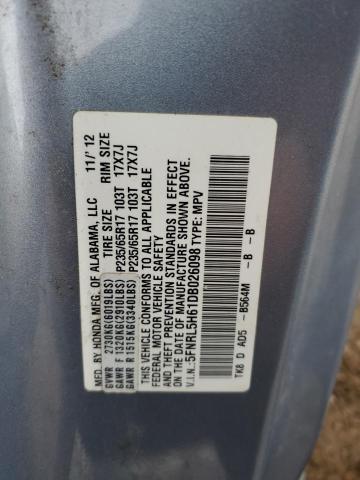 MFD. BY HONDA MFG. OF ALABAMA, LLC 11/'12
GVWR 2730KG(6019LBS) TIRE SIZE RIM SIZE
GAWR F 1320KG(2910LBS) P235/65R17 103T 17X7J
GAWR R 1515KG(3340LBS) P235/65R17 103T 17X7J
THIS VEHICLE CONFORMS TO ALL APPLICABLE
FEDERAL MOTOR VEHICLE SAFETY
AND THEFT PREVENTION STANDARDS IN EFFECT
ON THE DATE OF MANUFACTURE SHOWN ABOVE.
V.I.N.: 5FNRL5H61DB026098 TYPE: MPV
TK8 D AD5 -B564M -B -B